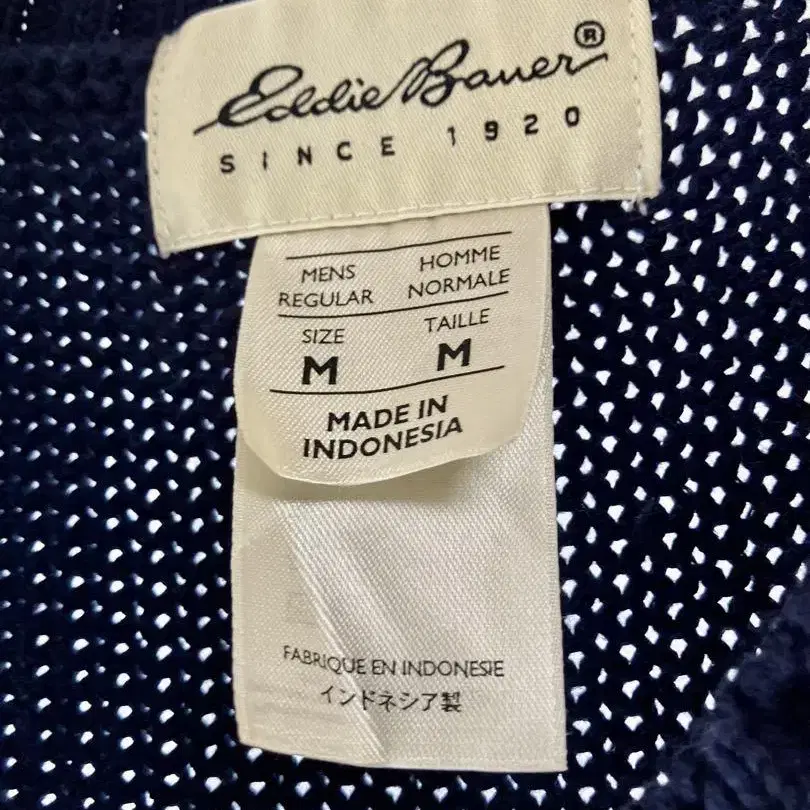 Eddie Bauer®
SINCE 1920
MENS REGULAR
HOMME NORMALE
SIZE
M
TAILLE
M
MADE IN
INDONESIA
FABRIQUE EN INDONESIE
インドネシア製